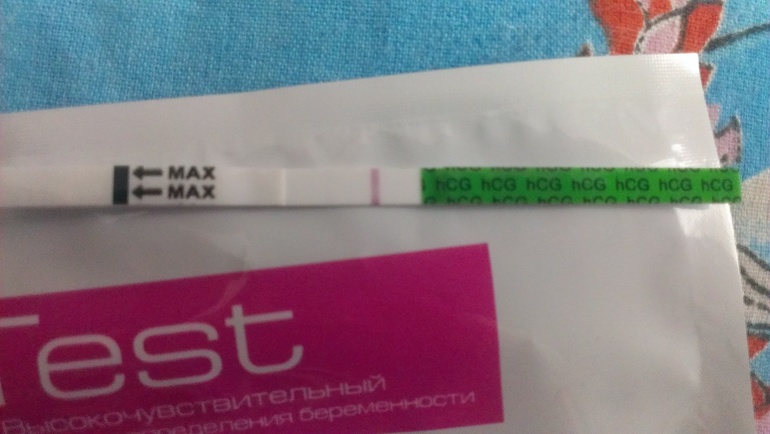 MAX
MAX
hCG hCG hCG hCG hCG hCG hCG
Test
Высокочувствительный
определения беременности